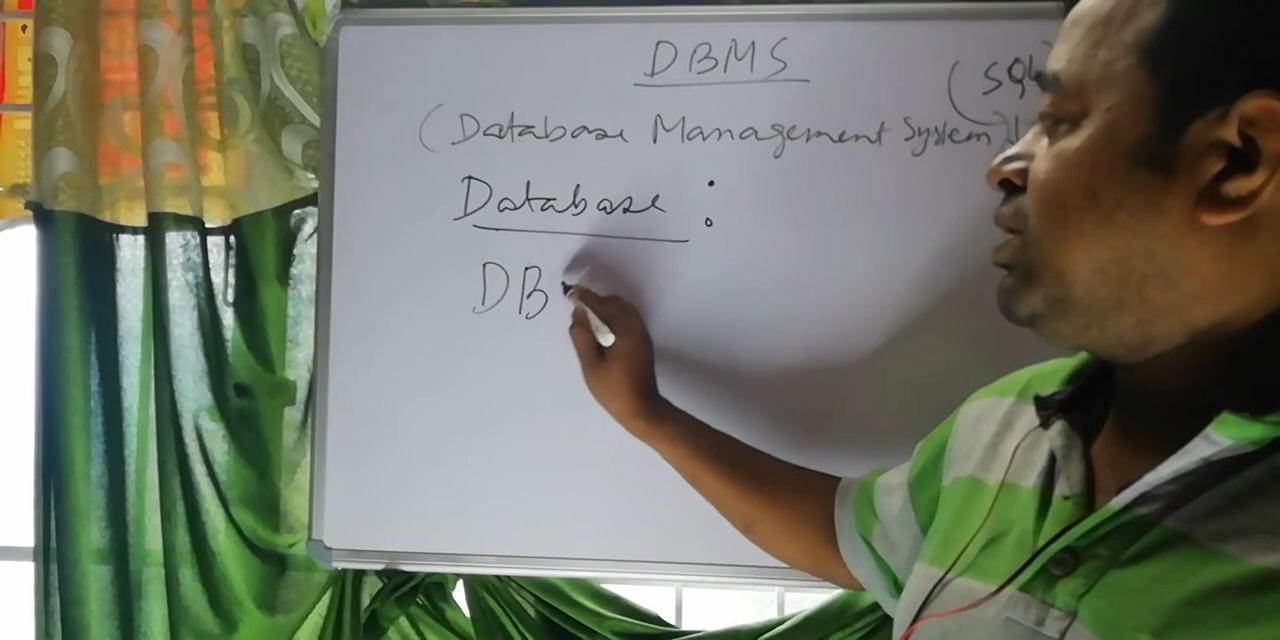 DBMS
(SQL
(Database Management System)
Database :
DB